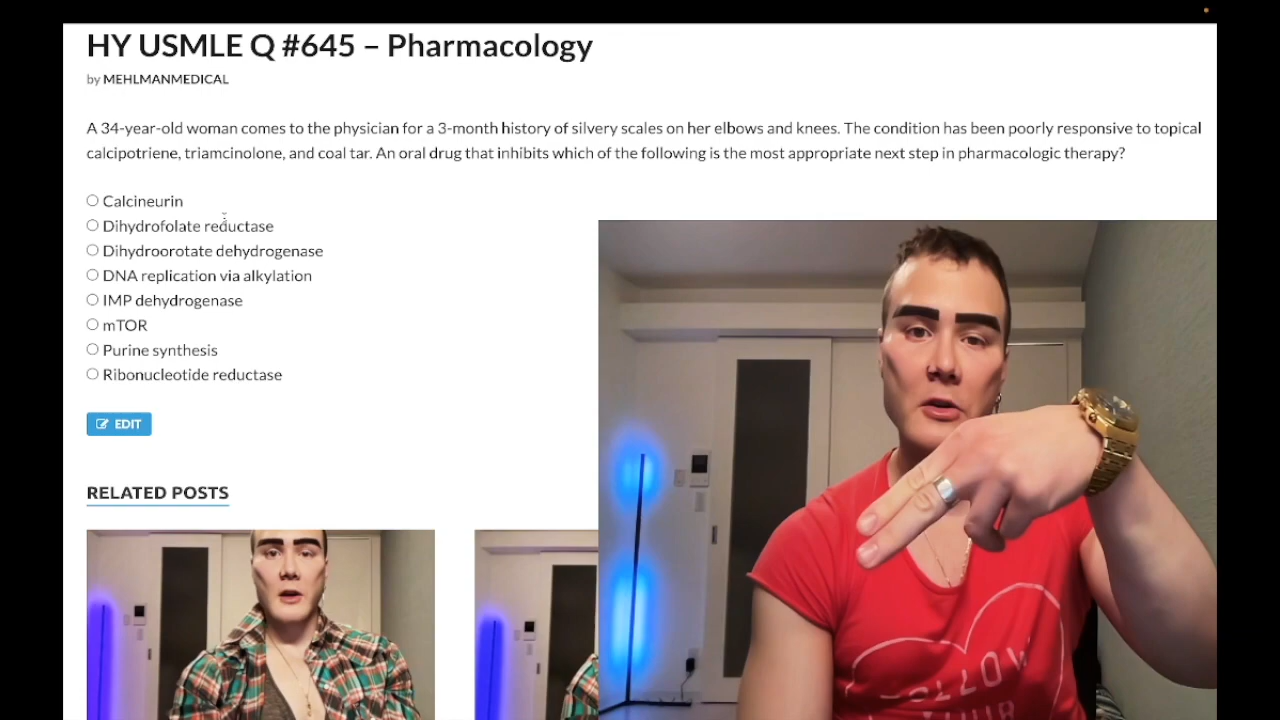 HY USMLE Q #645 – Pharmacology
by MEHLMANMEDICAL
A 34-year-old woman comes to the physician for a 3-month history of silvery scales on her elbows and knees. The condition has been poorly responsive to topical
calcipotriene, triamcinolone, and coal tar. An oral drug that inhibits which of the following is the most appropriate next step in pharmacologic therapy?
Calcineurin
Dihydrofolate reductase
Dihydroorotate dehydrogenase
DNA replication via alkylation
IMP dehydrogenase
mTOR
Purine synthesis
Ribonucleotide reductase
EDIT
RELATED POSTS